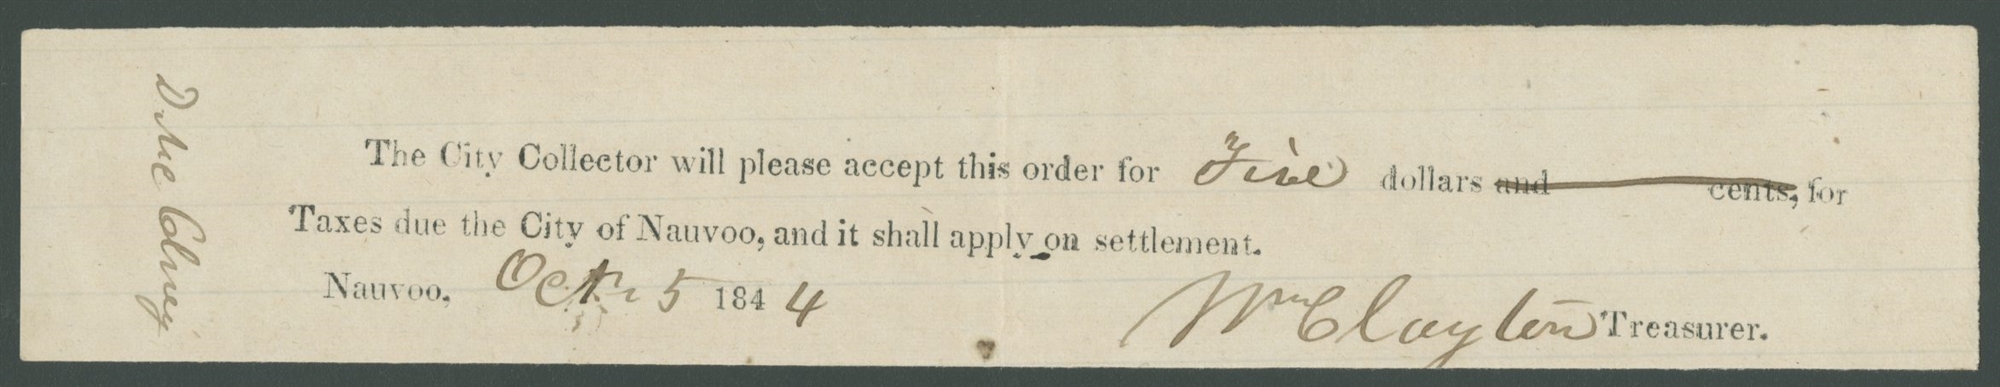 The City Collector will please accept this order for Five dollars and cents, for
Taxes due the City of Nauvoo, and it shall apply on settlement.
Nauvoo, Oct. 5 1844
Wm Clayton Treasurer.